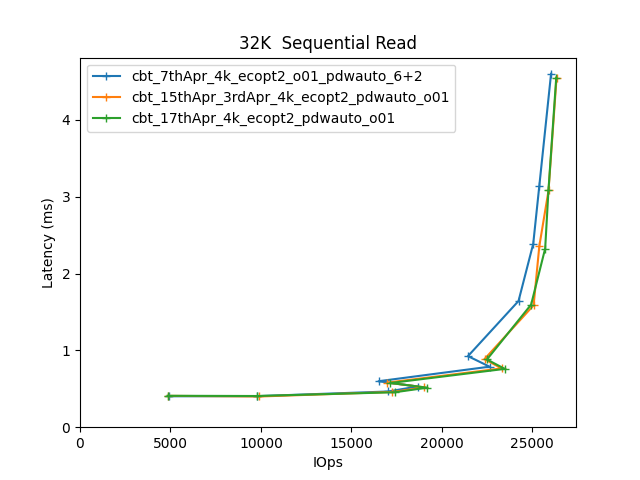 32K  Sequential Read
cbt_7thApr_4k_ecopt2_o01_pdwauto_6+2
cbt_15thApr_3rdApr_4k_ecopt2_pdwauto_o01
cbt_17thApr_4k_ecopt2_pdwauto_o01
Latency (ms)
4
3
2
1
0
0
5000
10000
15000
20000
25000
IOps